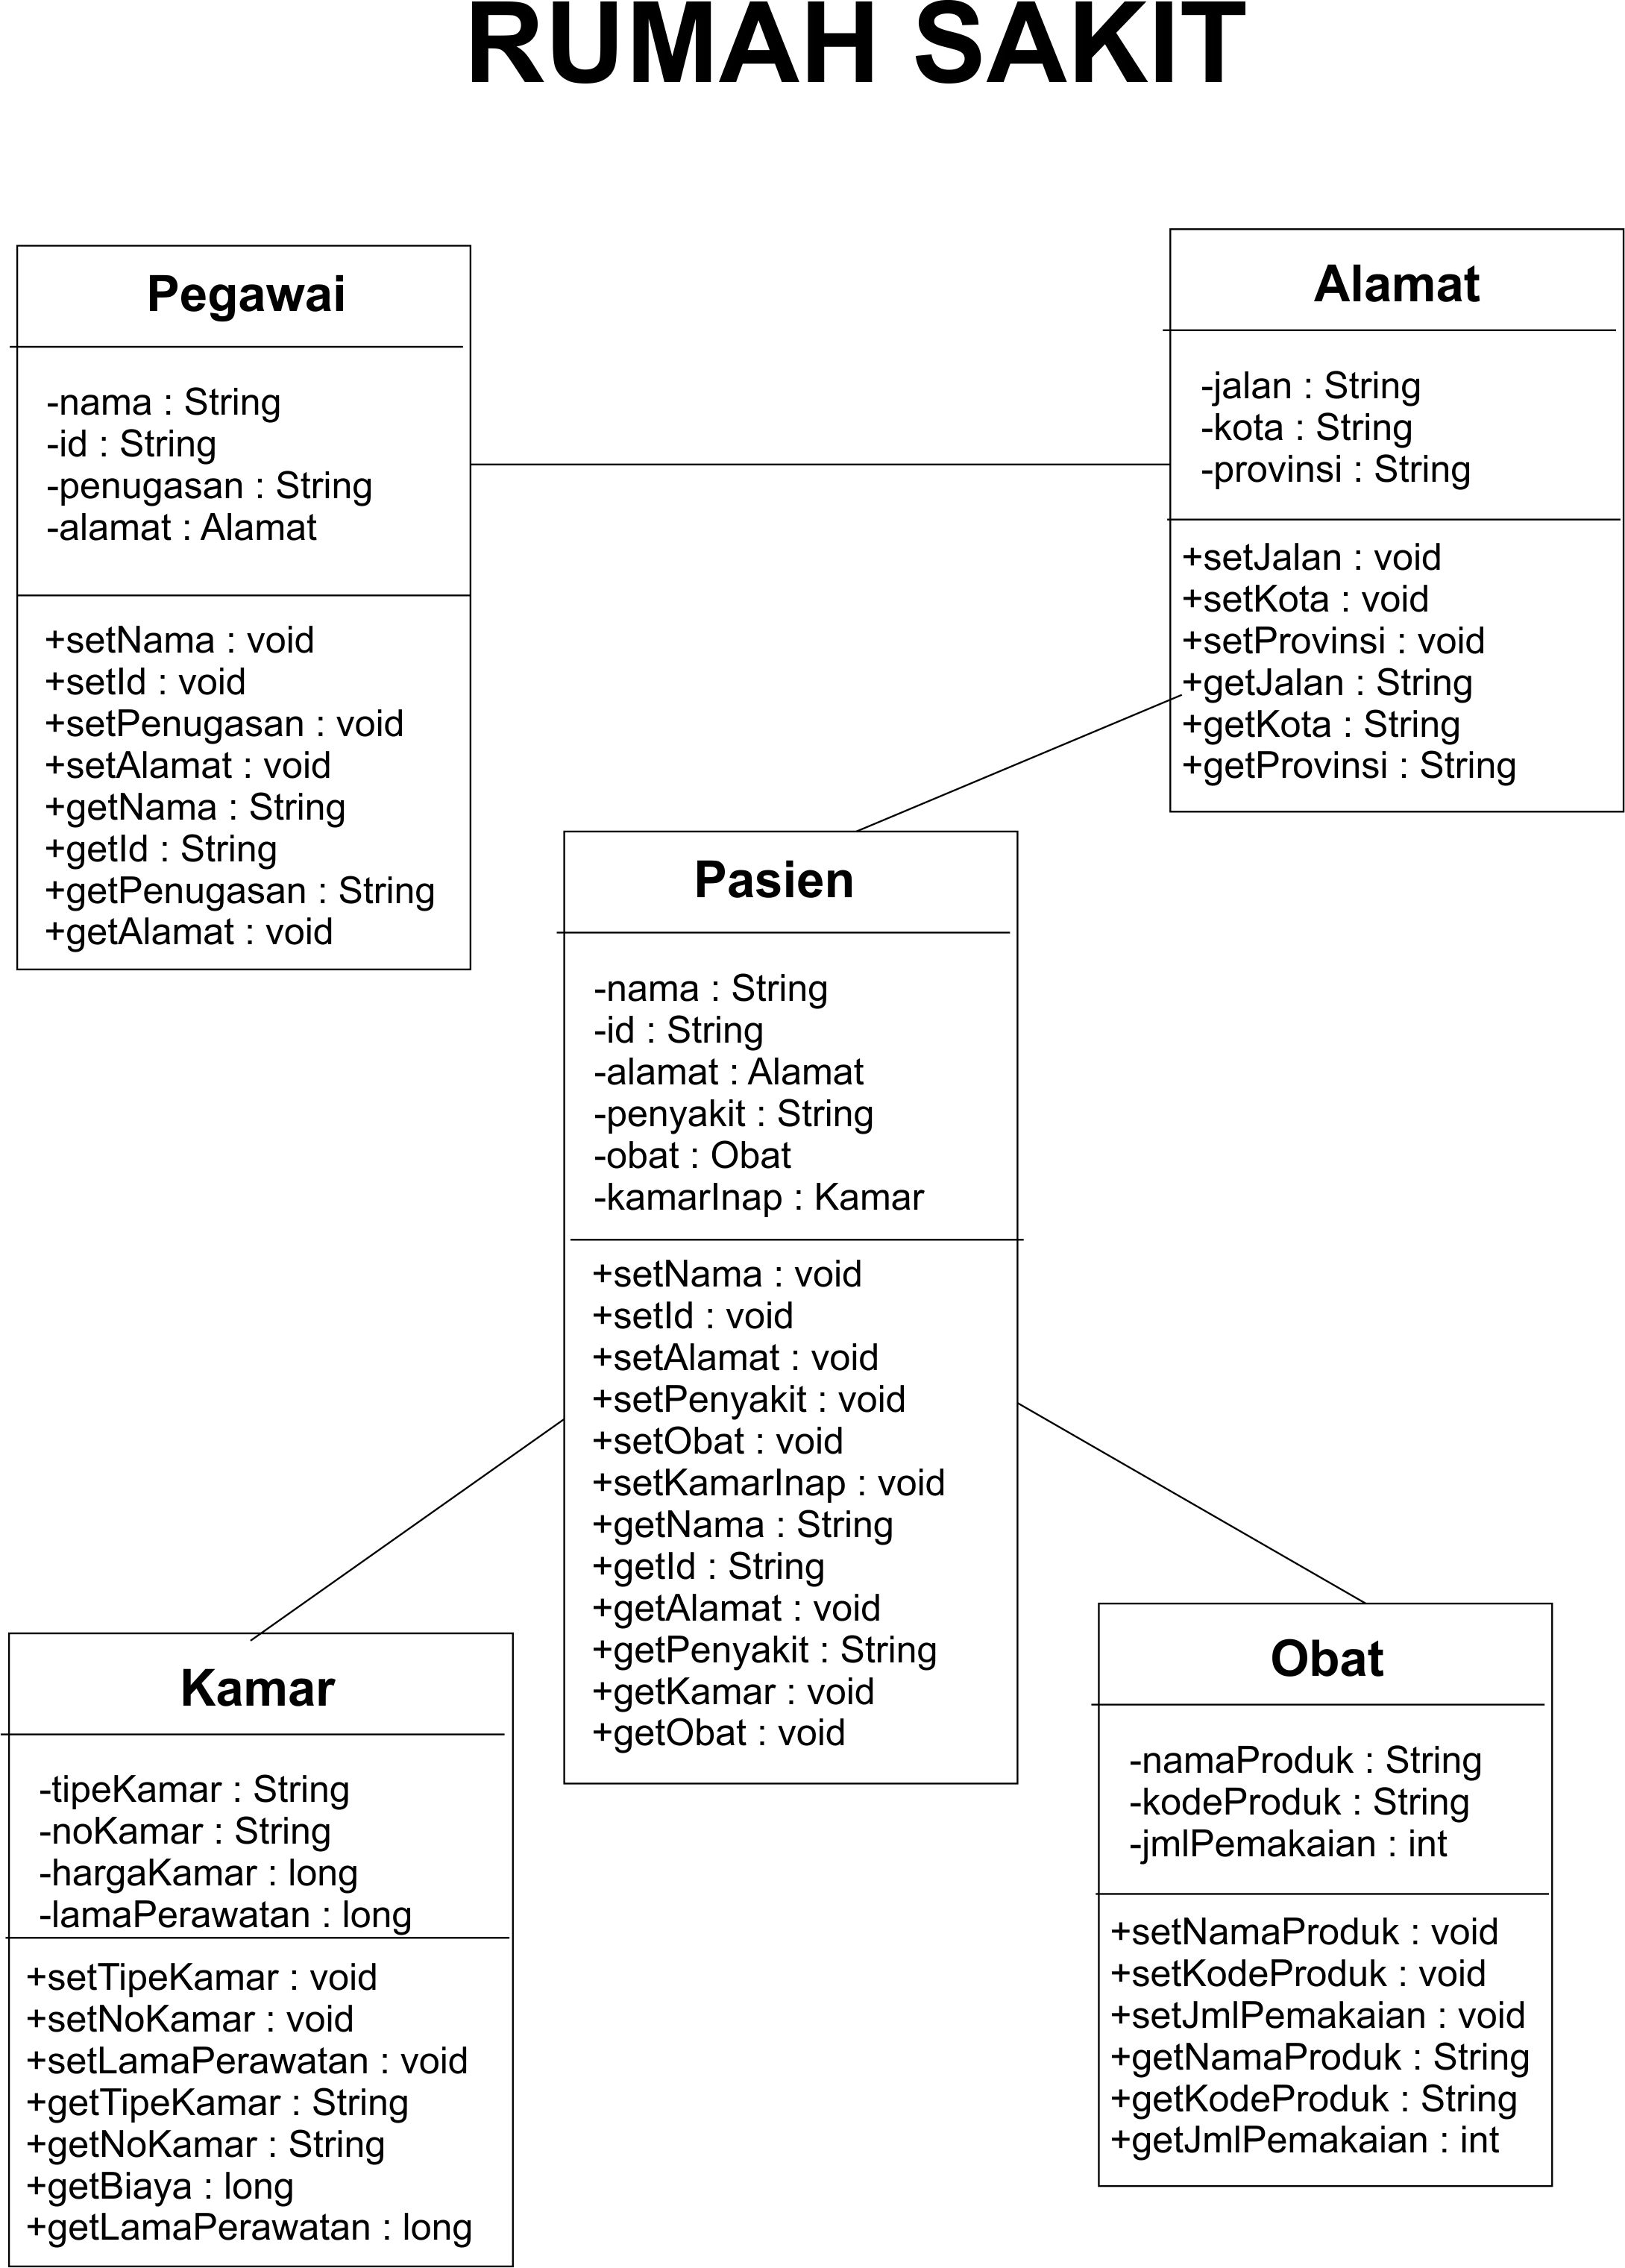 RUMAH SAKIT
Pegawai
-nama : String
-id : String
-penugasan : String
-alamat : Alamat
+setNama : void
+setId : void
+setPenugasan : void
+setAlamat : void
+getNama : String
+getId : String
+getPenugasan : String
+getAlamat : void
Alamat
-jalan : String
-kota : String
-provinsi : String
+setJalan : void
+setKota : void
+setProvinsi : void
+getJalan : String
+getKota : String
+getProvinsi : String
Pasien
-nama : String
-id : String
-alamat : Alamat
-penyakit : String
-obat : Obat
-kamarInap : Kamar
+setNama : void
+setId : void
+setAlamat : void
+setPenyakit : void
+setObat : void
+setKamarInap : void
+getNama : String
+getId : String
+getAlamat : void
+getPenyakit : String
+getKamar : void
+getObat : void
Kamar
-tipeKamar : String
-noKamar : String
-hargaKamar : long
-lamaPerawatan : long
+setTipeKamar : void
+setNoKamar : void
+setLamaPerawatan : void
+getTipeKamar : String
+getNoKamar : String
+getBiaya : long
+getLamaPerawatan : long
Obat
-namaProduk : String
-kodeProduk : String
-jmlPemakaian : int
+setNamaProduk : void
+setKodeProduk : void
+setJmlPemakaian : void
+getNamaProduk : String
+getKodeProduk : String
+getJmlPemakaian : int